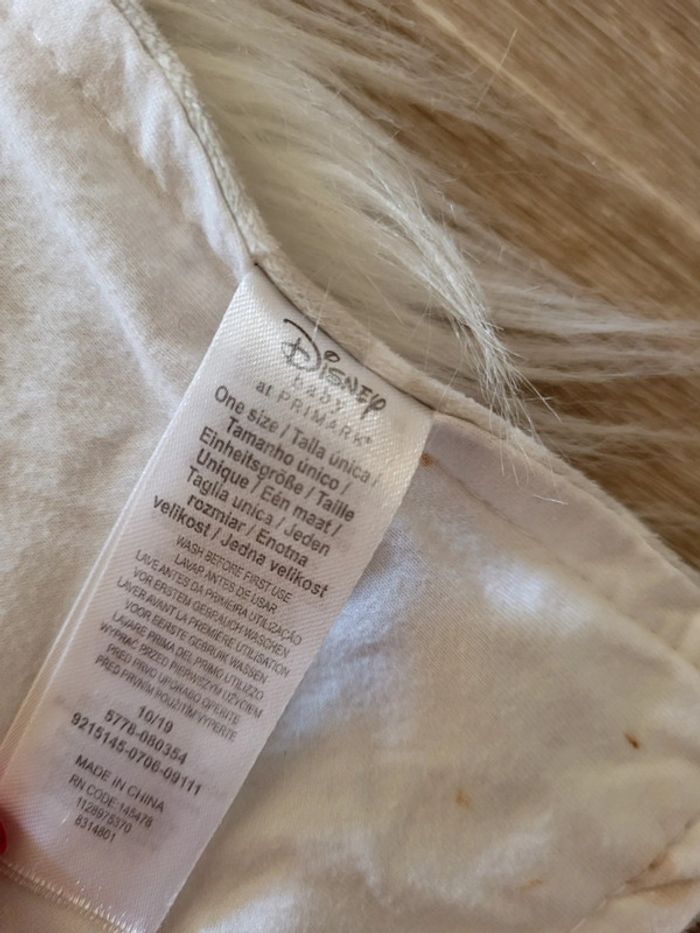 Disney
BABY
at PRIMARK®
One size / Talla única /
Tamanho único /
Einheitsgröße / Taille
Unique / Eén maat /
Taglia unica / Jeden
rozmiar / Enotna
velikost / Jedna velikost
WASH BEFORE FIRST USE
LAVAR ANTES DE USAR
LAVE ANTES DA PRIMEIRA UTILIZAÇÃO
VOR ERSTEM GEBRAUCH WASCHEN
LAVER AVANT LA PREMIÈRE UTILISATION
VOOR EERSTE GEBRUIK WASSEN
LAVARE PRIMA DEL PRIMO UTILIZZO
WYPRAĆ PRZED PIERWSZYM UŻYCIEM
PRED PRVO UPORABO OPERITE
PŘED PRVNÍM POUŽITÍM VYPERTE
10/19
5778-080354
9215145-0706-09111
MADE IN CHINA
RN CODE:145478
1128975370
8314801